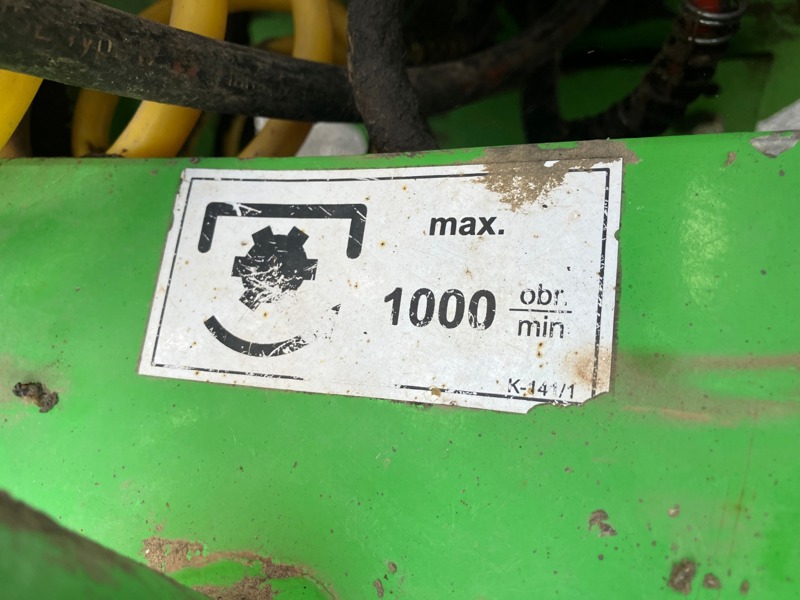 max.
1000 obr./min
K-141/1